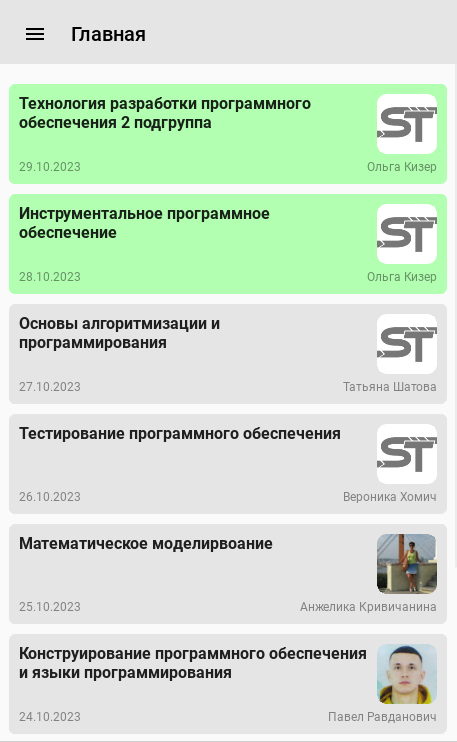 Главная
Технология разработки программного
обеспечения 2 подгруппа
ST
29.10.2023 Ольга Кизер
Инструментальное программное
обеспечение
ST
28.10.2023 Ольга Кизер
Основы алгоритмизации и
программирования
ST
27.10.2023 Татьяна Шатова
Тестирование программного обеспечения
ST
26.10.2023 Вероника Хомич
Математическое моделирвоание
25.10.2023 Анжелика Кривичанина
Конструирование программного обеспечения
и языки программирования
24.10.2023 Павел Равданович